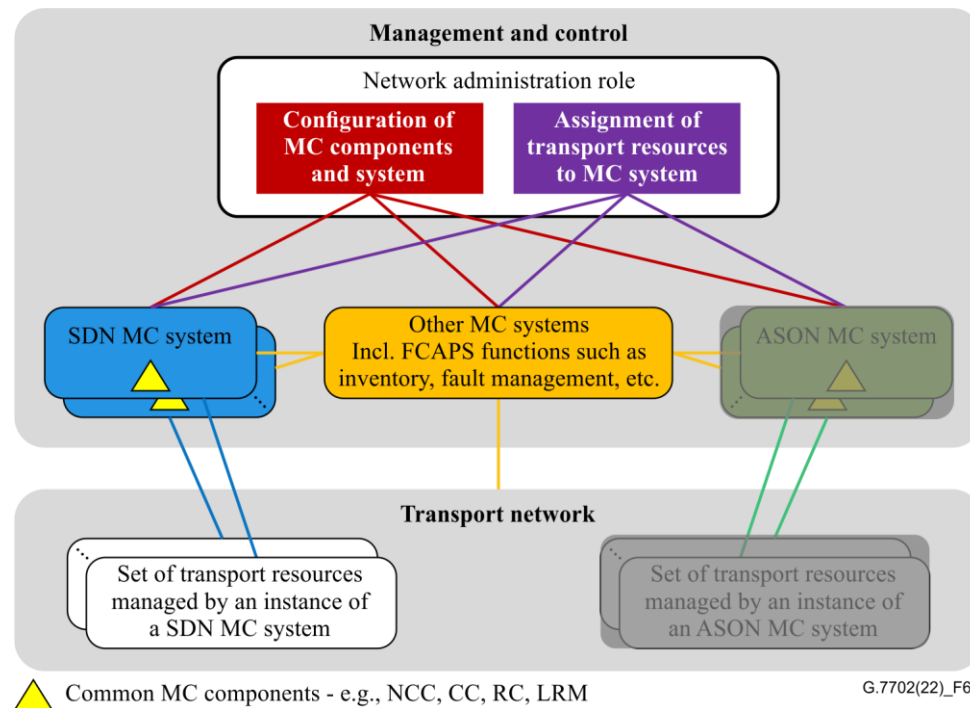 Management and control
Network administration role
Configuration of
MC components
and system
Assignment of
transport resources
to MC system
SDN MC system
Other MC systems
Incl. FCAPS functions such as
inventory, fault management, etc.
ASON MC system
Transport network
Set of transport resources
managed by an instance of
a SDN MC system
Set of transport resources
managed by an instance of
an ASON MC system
Common MC components - e.g., NCC, CC, RC, LRM
G.7702(22)_F6